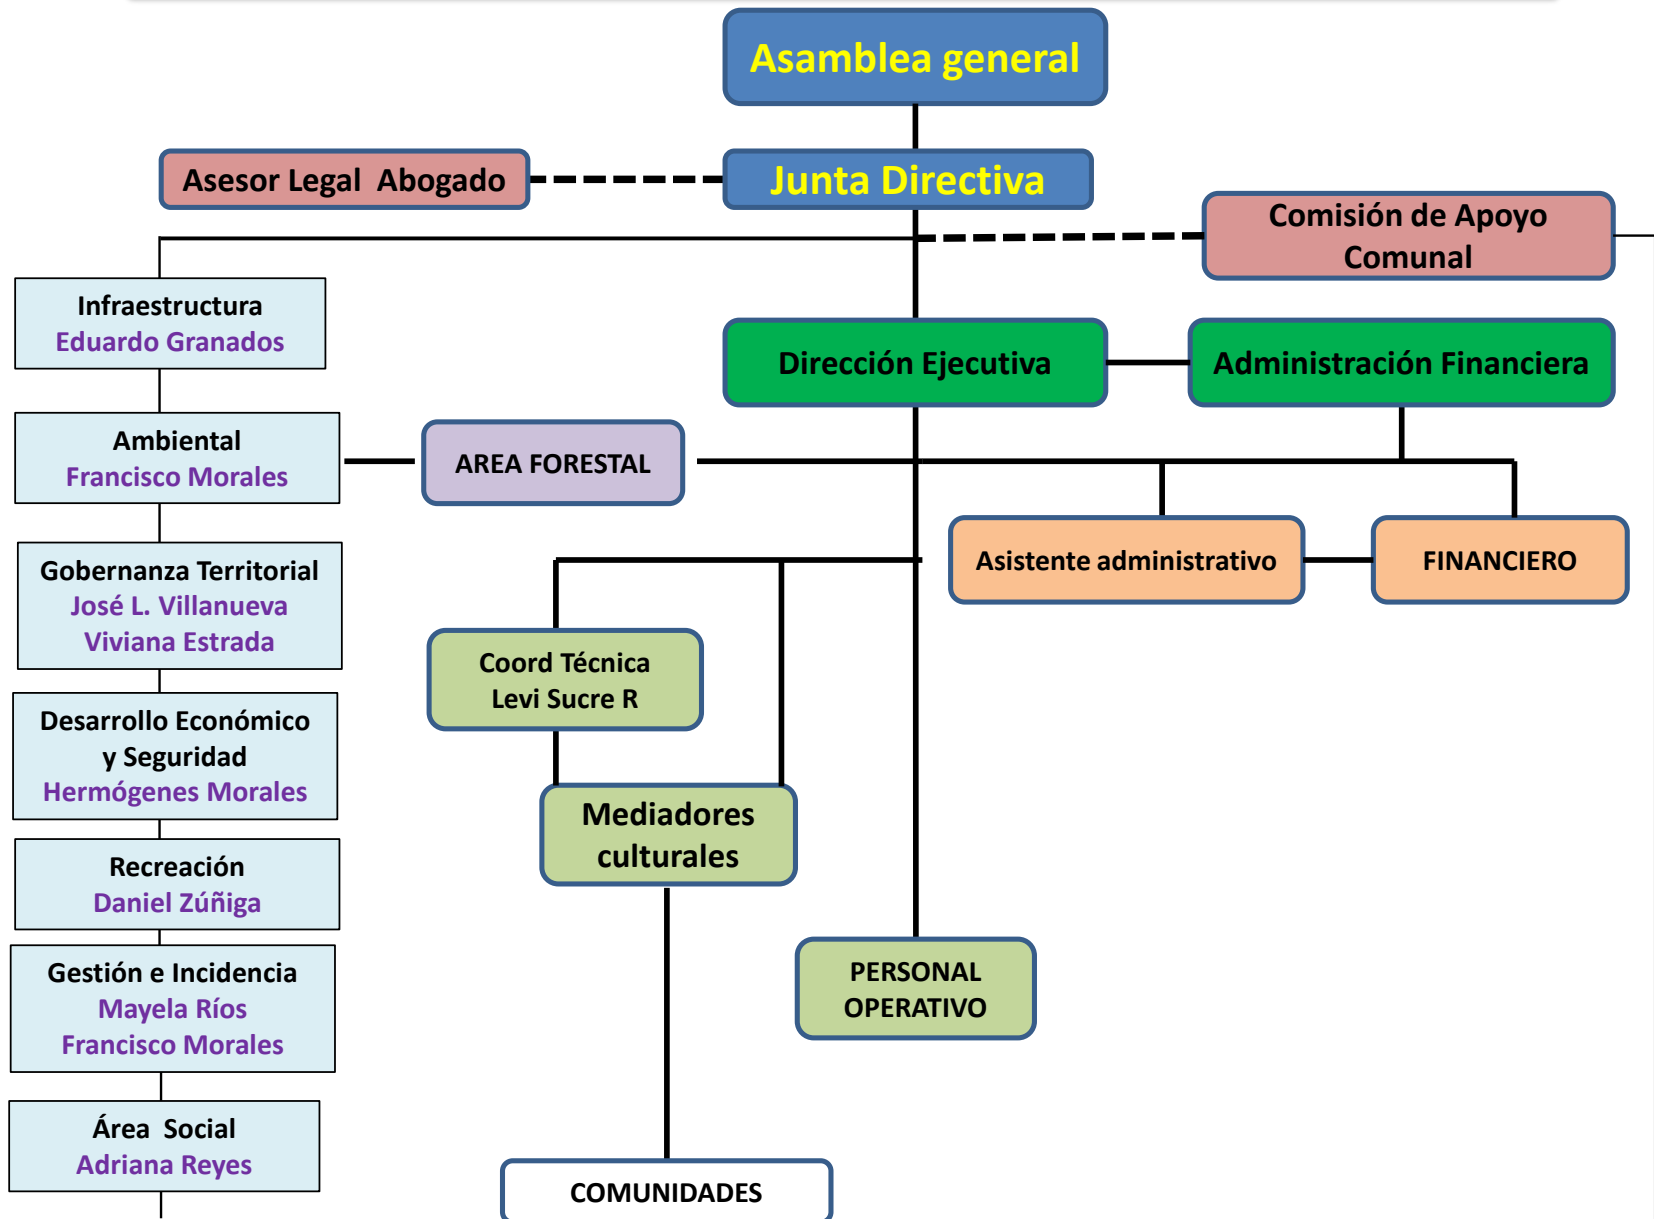 Asamblea general
Asesor Legal Abogado
Junta Directiva
Comisión de Apoyo
Comunal
Infraestructura
Eduardo Granados
Dirección Ejecutiva
Administración Financiera
Ambiental
Francisco Morales
AREA FORESTAL
Gobernanza Territorial
José L. Villanueva
Viviana Estrada
Asistente administrativo
FINANCIERO
Coord Técnica
Levi Sucre R
Desarrollo Económico
y Seguridad
Hermógenes Morales
Mediadores
culturales
Recreación
Daniel Zúñiga
Gestión e Incidencia
Mayela Ríos
Francisco Morales
PERSONAL
OPERATIVO
Área Social
Adriana Reyes
COMUNIDADES